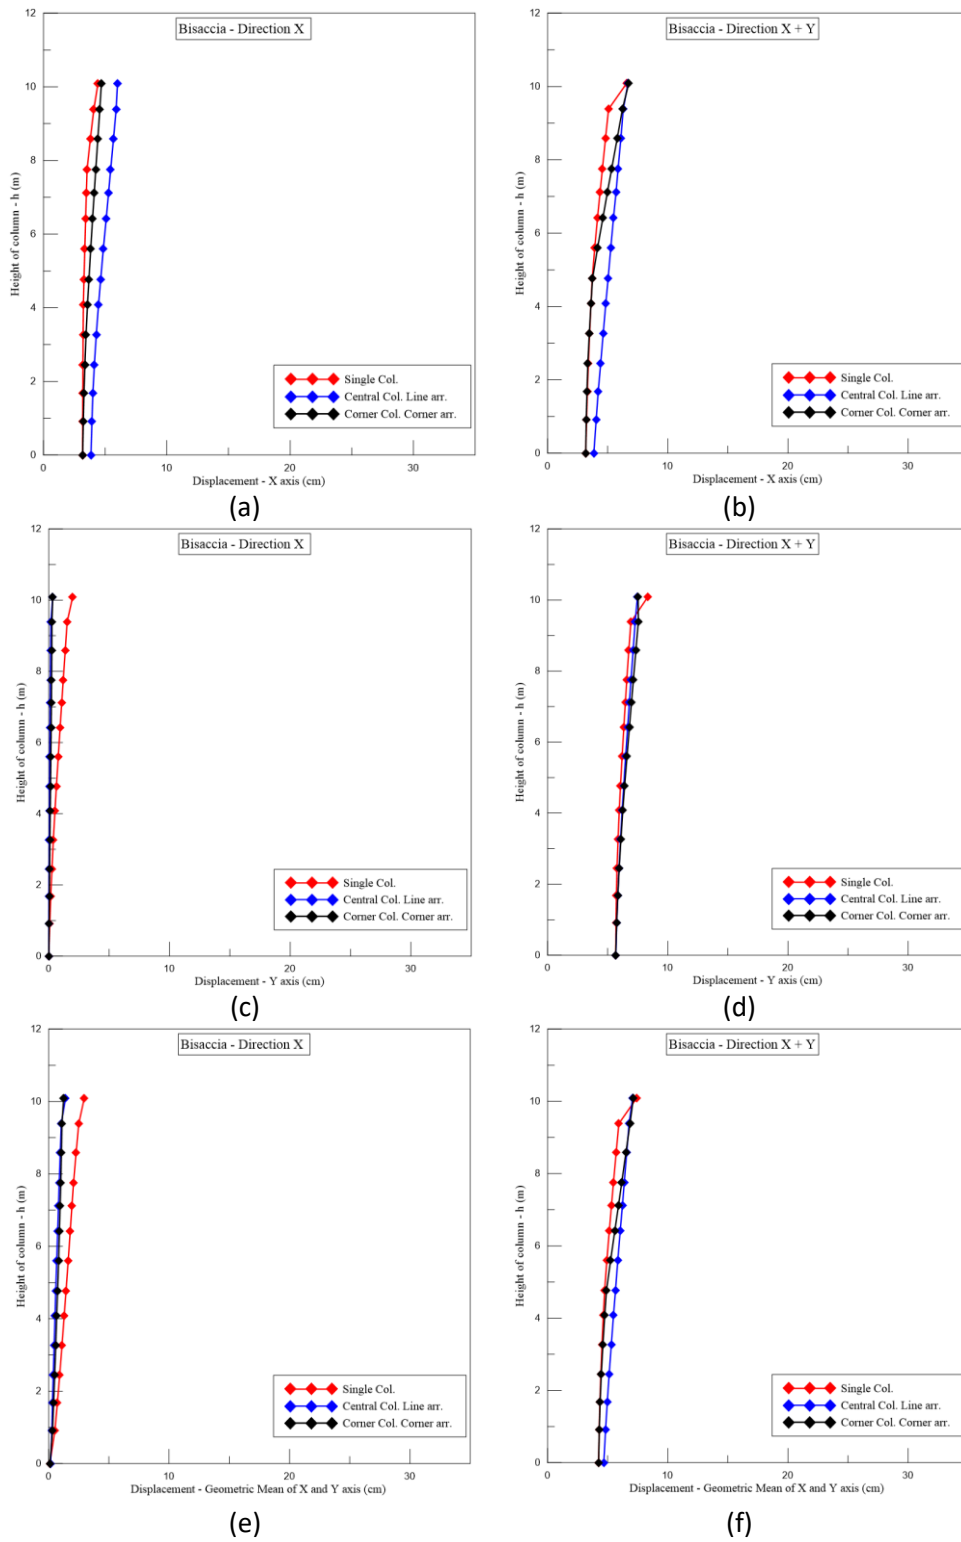 Bisaccia - Direction X
12
10
8
6
4
2
0
Height of column - h (m)
Single Col.
Central Col. Line arr.
Corner Col. Corner arr.
0 10 20 30
Displacement - X axis (cm)
(a)
Bisaccia - Direction X + Y
12
10
8
6
4
2
0
Height of column - h (m)
Single Col.
Central Col. Line arr.
Corner Col. Corner arr.
0 10 20 30
Displacement - X axis (cm)
(b)
Bisaccia - Direction X
12
10
8
6
4
2
0
Height of column - h (m)
Single Col.
Central Col. Line arr.
Corner Col. Corner arr.
0 10 20 30
Displacement - Y axis (cm)
(c)
Bisaccia - Direction X + Y
12
10
8
6
4
2
0
Height of column - h (m)
Single Col.
Central Col. Line arr.
Corner Col. Corner arr.
0 10 20 30
Displacement - Y axis (cm)
(d)
Bisaccia - Direction X
12
10
8
6
4
2
0
Height of column - h (m)
Single Col.
Central Col. Line arr.
Corner Col. Corner arr.
0 10 20 30
Displacement - Geometric Mean of X and Y axis (cm)
(e)
Bisaccia - Direction X + Y
12
10
8
6
4
2
0
Height of column - h (m)
Single Col.
Central Col. Line arr.
Corner Col. Corner arr.
0 10 20 30
Displacement - Geometric Mean of X and Y axis (cm)
(f)